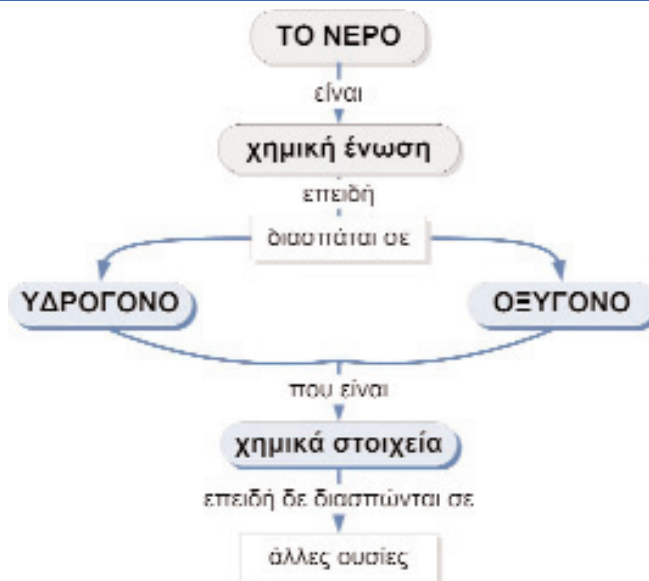 ΤΟ ΝΕΡΟ
είναι
χημική ένωση
επειδή
διασπάται σε
ΥΔΡΟΓΟΝΟ
ΟΞΥΓΟΝΟ
που είναι
χημικά στοιχεία
επειδή δε διασπώνται σε
άλλες ουσίες